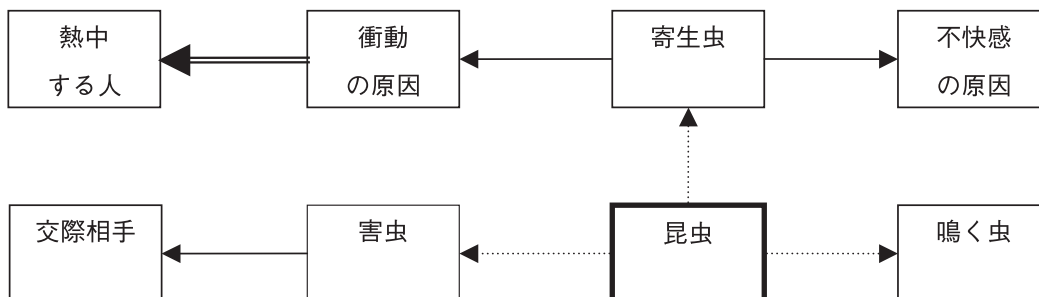 熱中
する人
衝動
の原因
寄生虫
不快感
の原因
交際相手
害虫
昆虫
鳴く虫